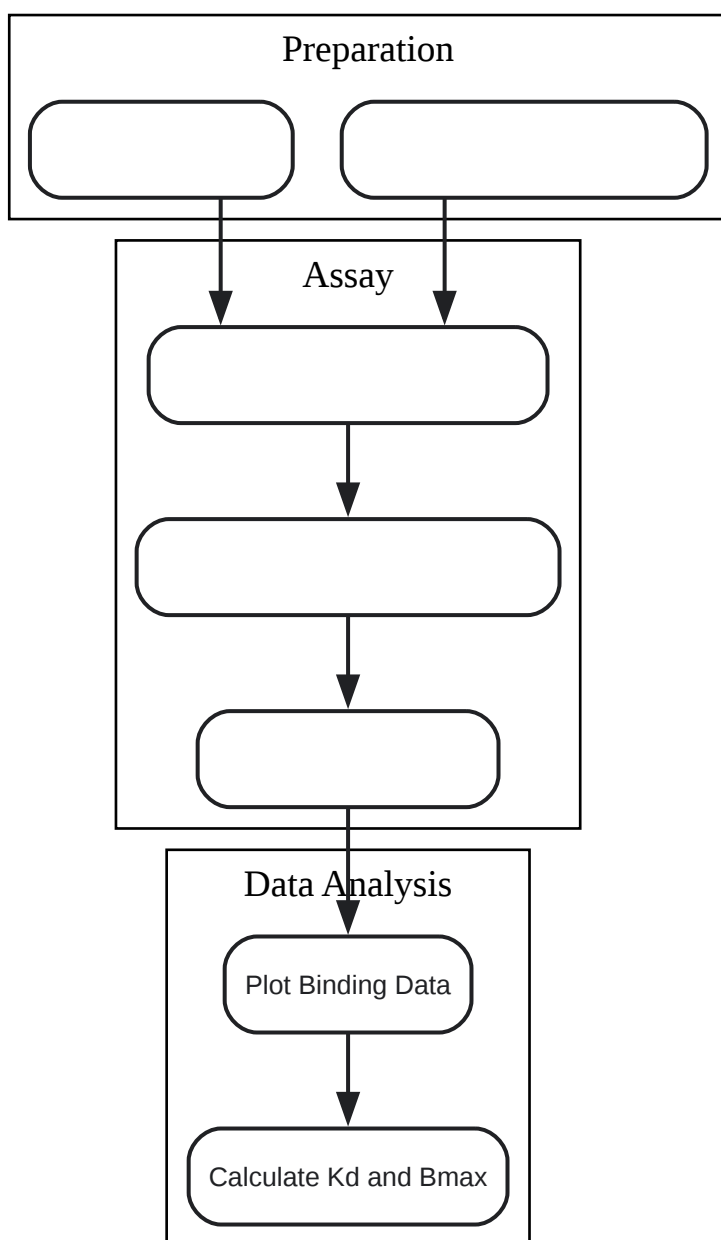 Preparation
Assay
Data Analysis
Plot Binding Data
Calculate Kd and Bmax